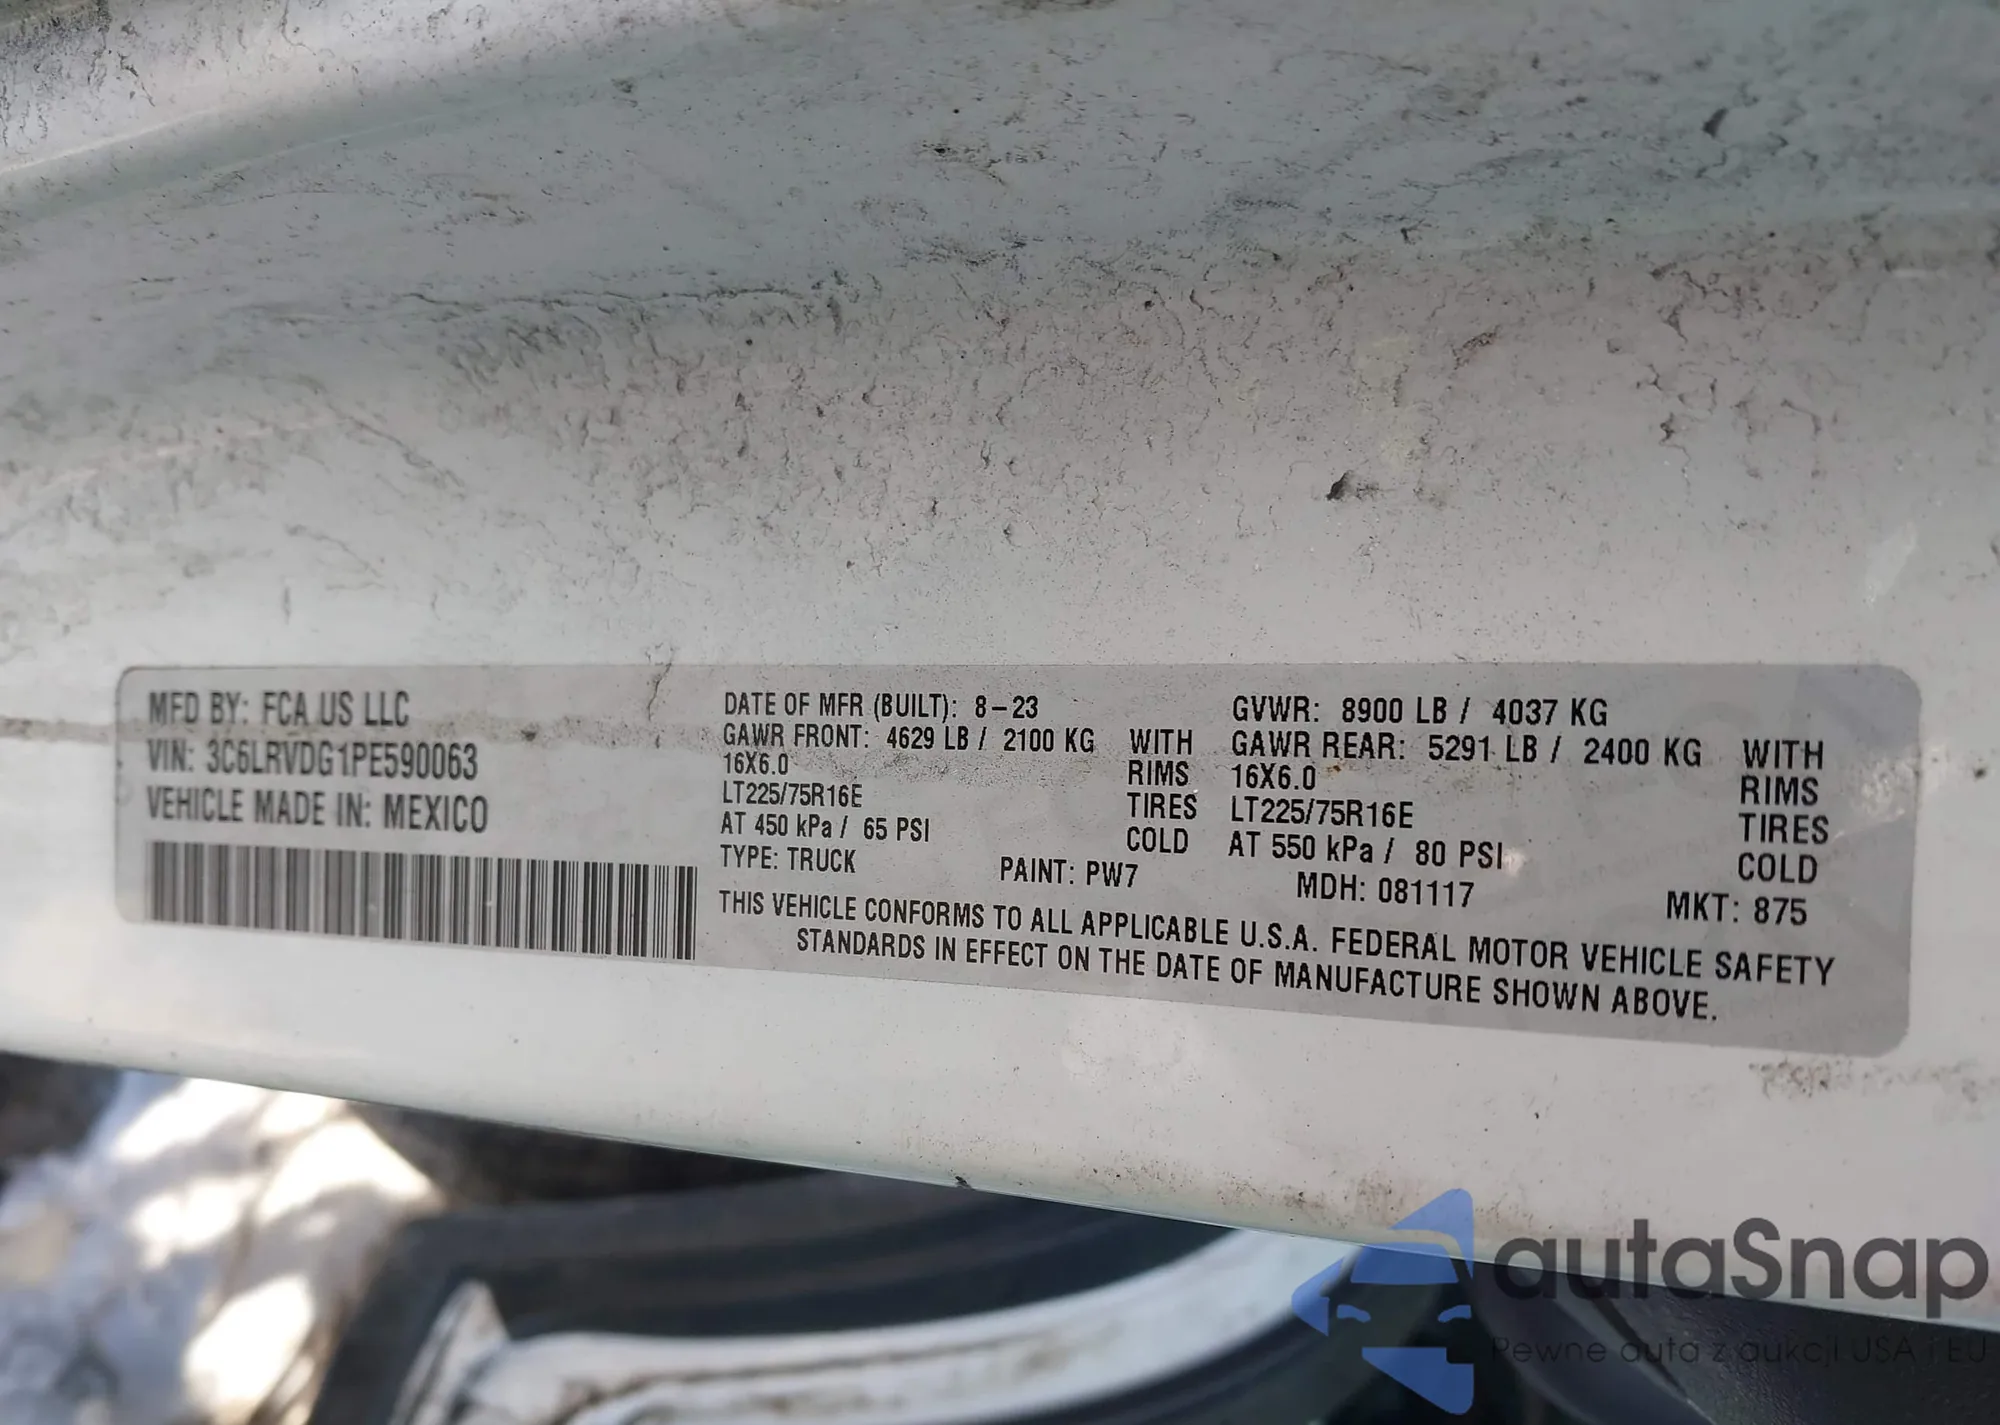 MFD BY: FCA US LLC
VIN: 3C6LRVDG1PE590063
VEHICLE MADE IN: MEXICO
DATE OF MFR (BUILT): 8-23 GVWR: 8900 LB / 4037 KG
GAWR FRONT: 4629 LB / 2100 KG WITH GAWR REAR: 5291 LB / 2400 KG WITH
16X6.0 RIMS 16X6.0 RIMS
LT225/75R16E TIRES LT225/75R16E TIRES
AT 450 kPa / 65 PSI COLD AT 550 kPa / 80 PSI COLD
TYPE: TRUCK PAINT: PW7 MDH: 081117 MKT: 875
THIS VEHICLE CONFORMS TO ALL APPLICABLE U.S.A. FEDERAL MOTOR VEHICLE SAFETY
STANDARDS IN EFFECT ON THE DATE OF MANUFACTURE SHOWN ABOVE.
autaSnap
Pewne auta z aukcji USA i EU